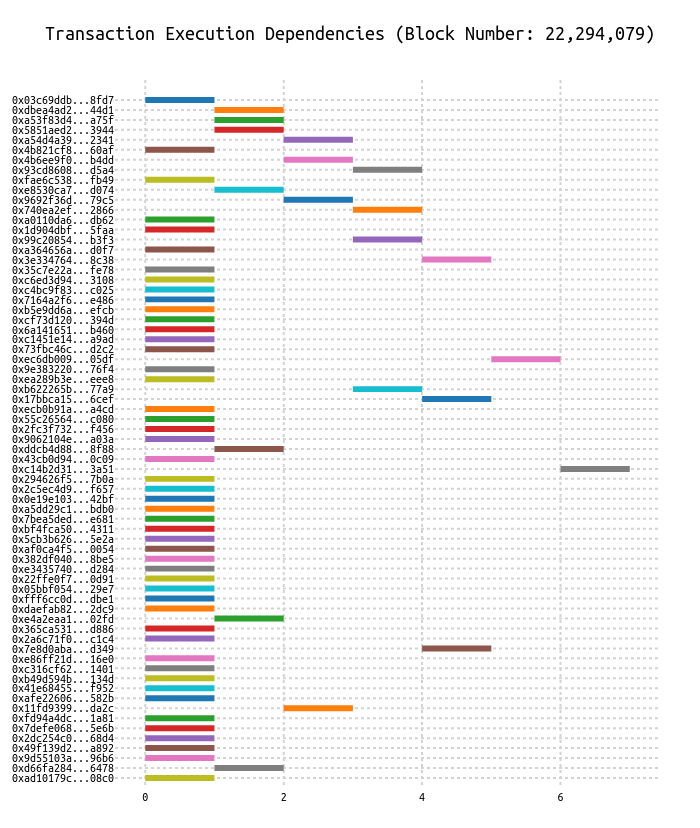 Transaction Execution Dependencies (Block Number: 22,294,079)
0x03c69ddb...8fd7
0xdbea4ad2...44d1
0xa53f83d4...a75f
0x5851aed2...3944
0xa54d4a39...2341
0x4b821cf8...60af
0x4b6ee9f0...b4dd
0x93cd8608...d5a4
0xfae6c538...fb49
0xe8530ca7...d074
0x9692f36d...79c5
0x740ea2ef...2866
0xa0110da6...db62
0x1d904dbf...5faa
0x99c20854...b3f3
0xa364656a...d0f7
0x3e334764...8c38
0x35c7e22a...fe78
0xc6ed3d94...3108
0xc4bc9f83...c025
0x7164a2f6...e486
0xb5e9dd6a...efcb
0xcf73d120...394d
0x6a141651...b460
0xc1451e14...a9ad
0x73fbc46c...d2c2
0xec6db009...05df
0x9e383220...76f4
0xea289b3e...eee8
0xb622265b...77a9
0x17bbca15...6cef
0xecb0b91a...a4cd
0x55c26564...c080
0x2fc3f732...f456
0x9062104e...a03a
0xddcb4d88...8f88
0x43cb0d94...0c09
0xc14b2d31...3a51
0x294626f5...7b0a
0x2c5ec4d9...f657
0x0e19e103...42bf
0xa5dd29c1...bdb0
0x7bea5ded...e681
0xbf4fca50...4311
0x5cb3b626...5e2a
0xaf0ca4f5...0054
0x382df040...8be5
0xe3435740...d284
0x22ffe0f7...0d91
0x05bbf054...29e7
0xfff6cc0d...dbe1
0xdaefab82...2dc9
0xe4a2eaa1...02fd
0x365ca531...d886
0x2a6c71f0...c1c4
0x7e8d0aba...d349
0xe86ff21d...16e0
0xc316cf62...1401
0xb49d594b...134d
0x41e68455...f952
0xafe22606...582b
0x11fd9399...da2c
0xfd94a4dc...1a81
0x7defe068...5e6b
0x2dc254c0...68d4
0x49f139d2...a892
0x9d55103a...96b6
0xd66fa284...6478
0xad10179c...08c0
0 2 4 6